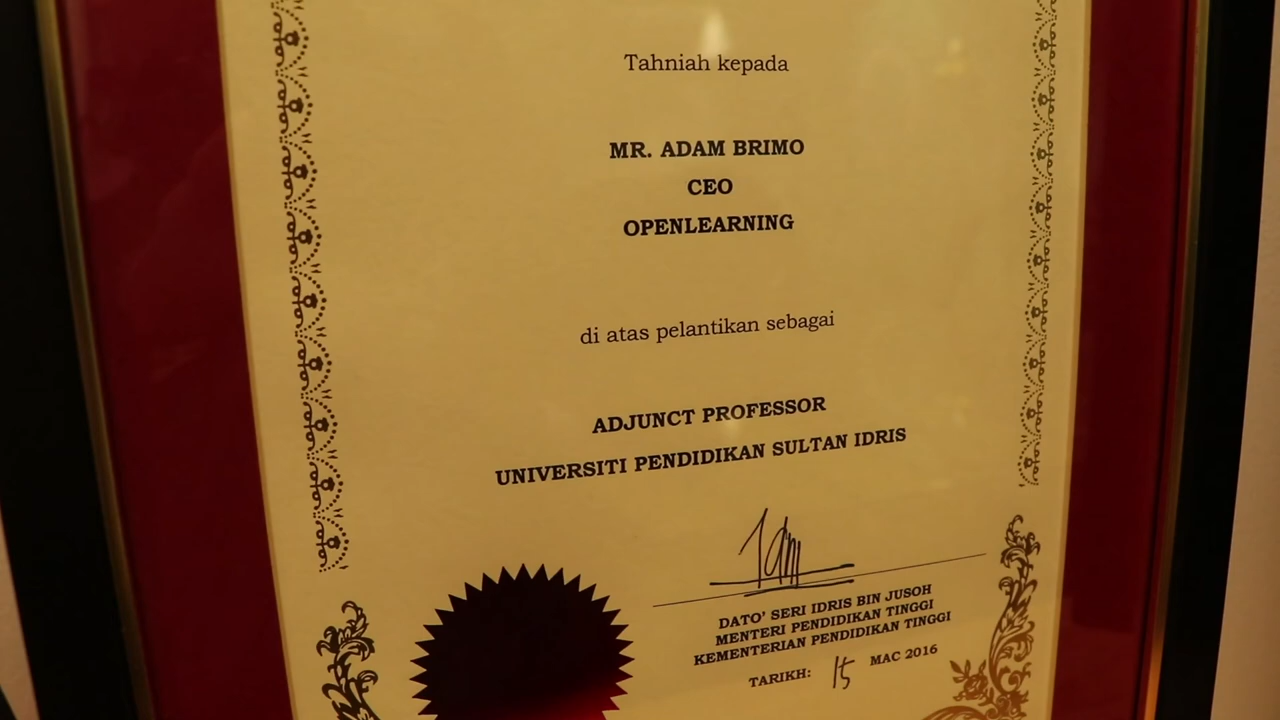 Tahniah kepada
MR. ADAM BRIMO
CEO
OPENLEARNING
di atas pelantikan sebagai
ADJUNCT PROFESSOR
UNIVERSITI PENDIDIKAN SULTAN IDRIS
DATO' SERI IDRIS BIN JUSOH
MENTERI PENDIDIKAN TINGGI
KEMENTERIAN PENDIDIKAN TINGGI
TARIKH: 15 MAC 2016